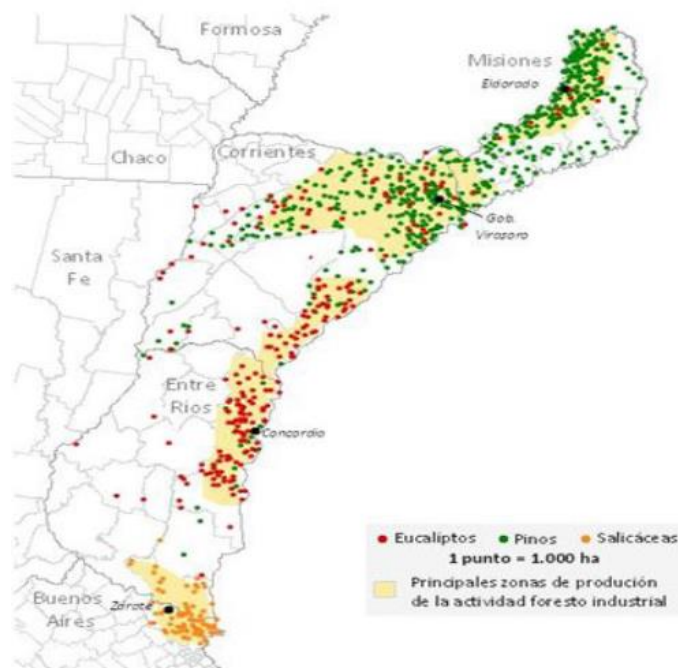 Formosa
Misiones
Eldorado
Chaco
Corrientes
Gob.
Virasoro
Santa
Fe
Entre
Rios
Concordia
Eucaliptos Pinos Salicáceas
1 punto = 1.000 ha
Principales zonas de produción
de la actividad foresto industrial
Buenos
Aires
Zárate